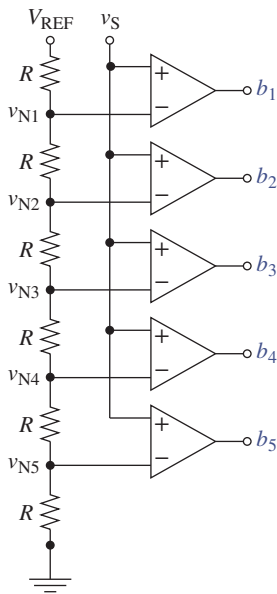 V_REF v_S
R
+ b_1
v_N1 −
R
+ b_2
v_N2 −
R
+ b_3
v_N3 −
R
+ b_4
v_N4 −
R
+ b_5
v_N5 −
R